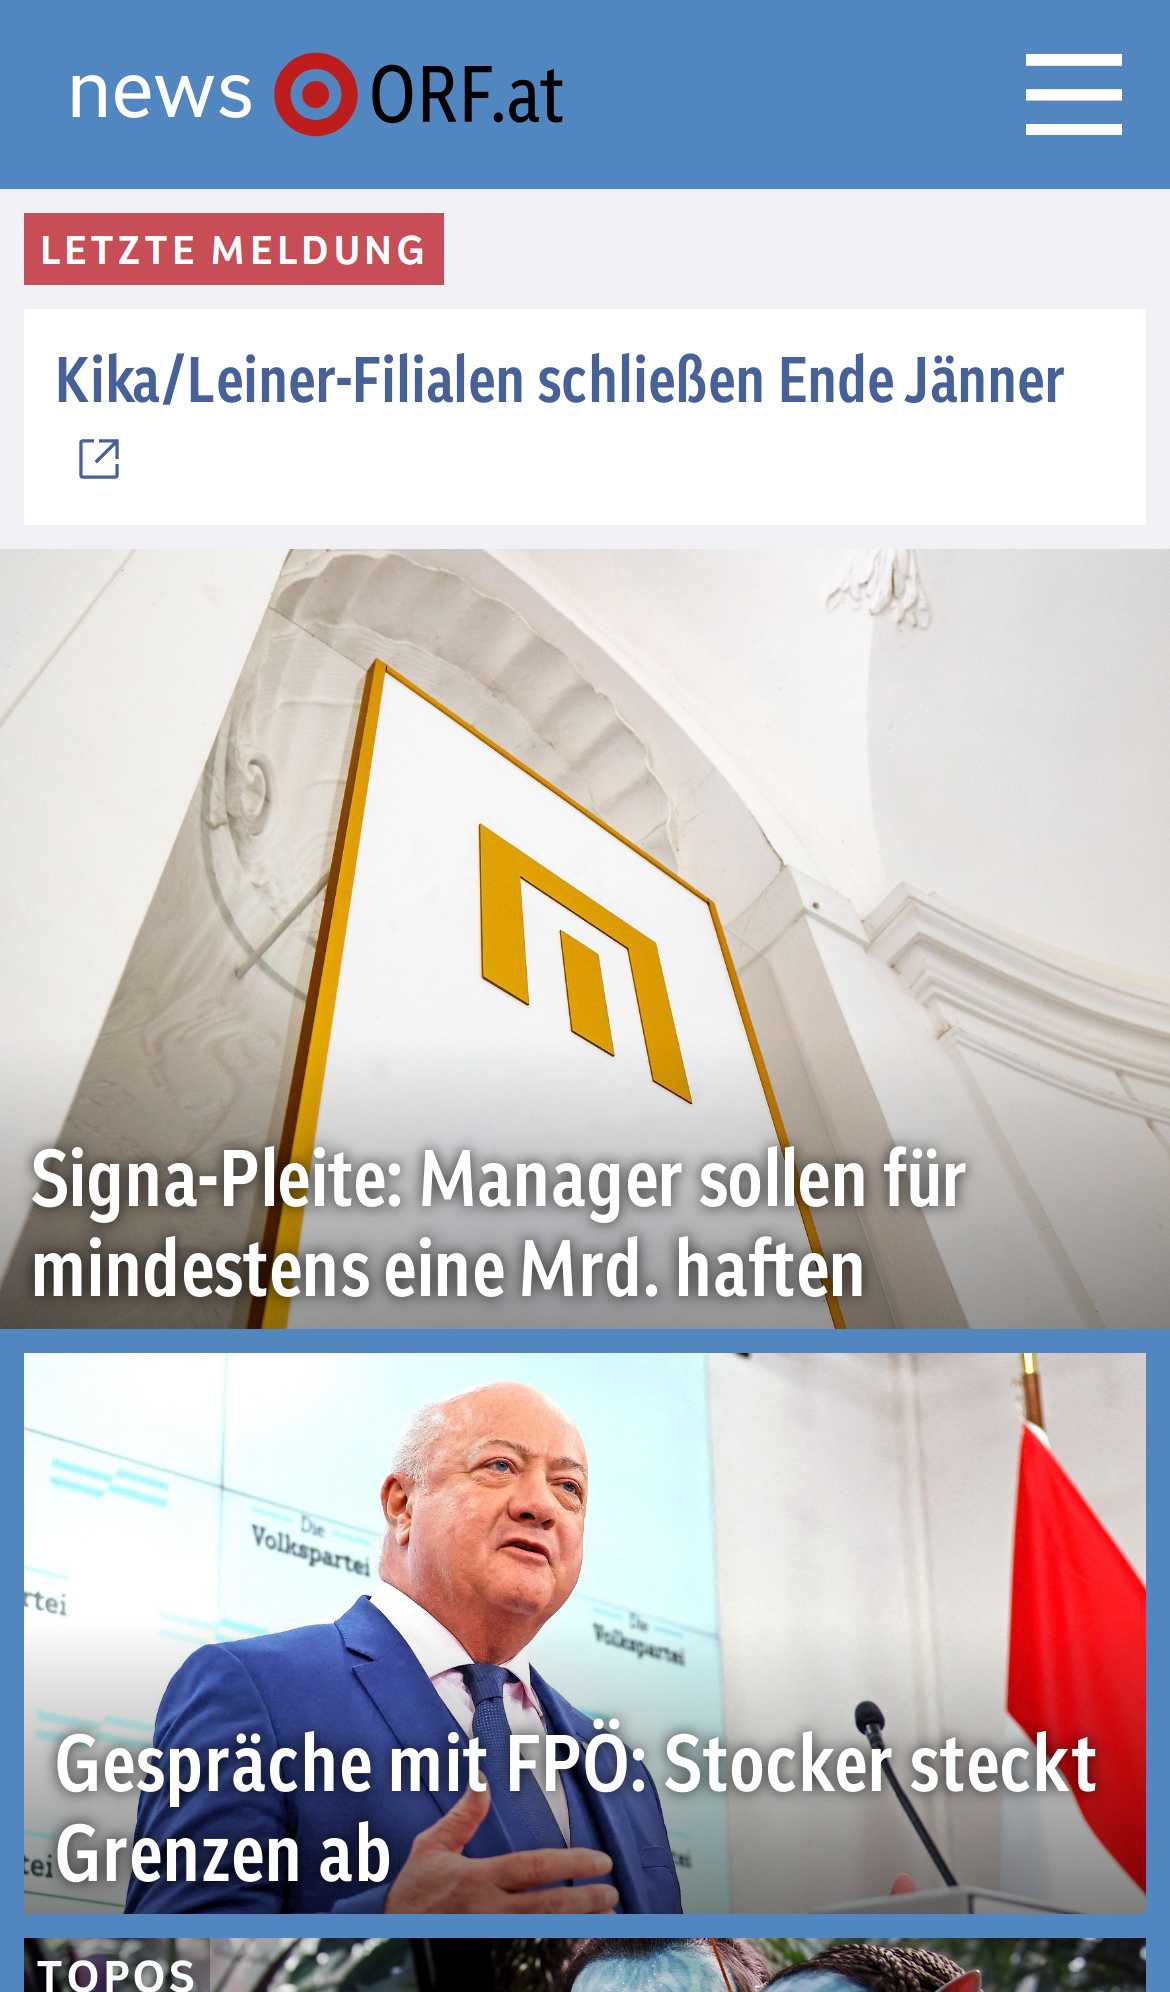 news ORF.at
LETZTE MELDUNG
Kika/Leiner-Filialen schließen Ende Jänner
Signa-Pleite: Manager sollen für
mindestens eine Mrd. haften
Die
Volkspartei
rtei
Die
Volkspartei
Gespräche mit FPÖ: Stocker steckt
Grenzen ab
tei
TOPOS